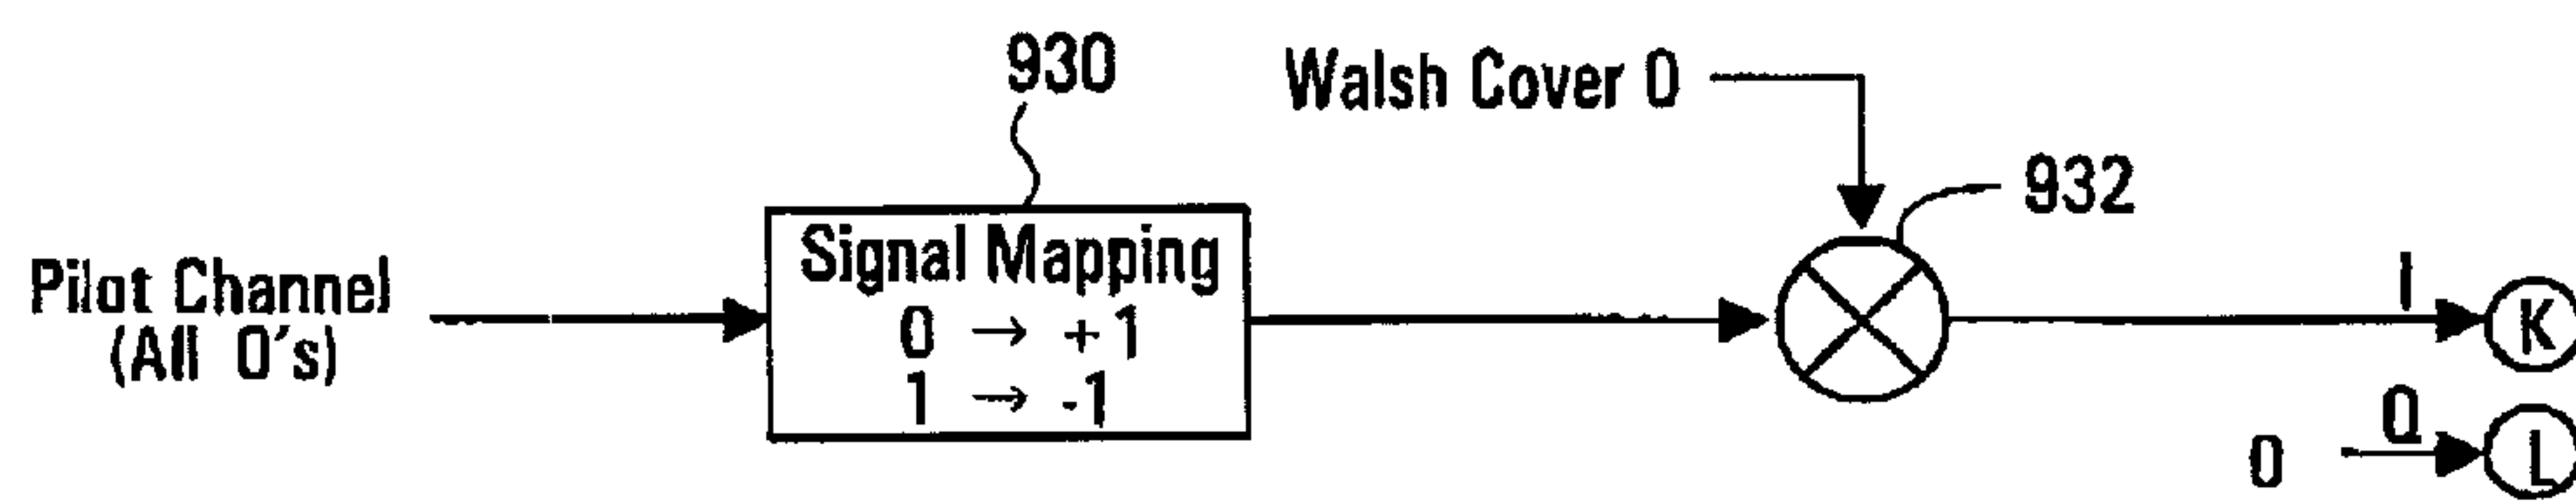 930
Walsh Cover 0
932
Pilot Channel
(All 0's)
Signal Mapping
0 → +1
1 → -1
I
K
0
Q
L